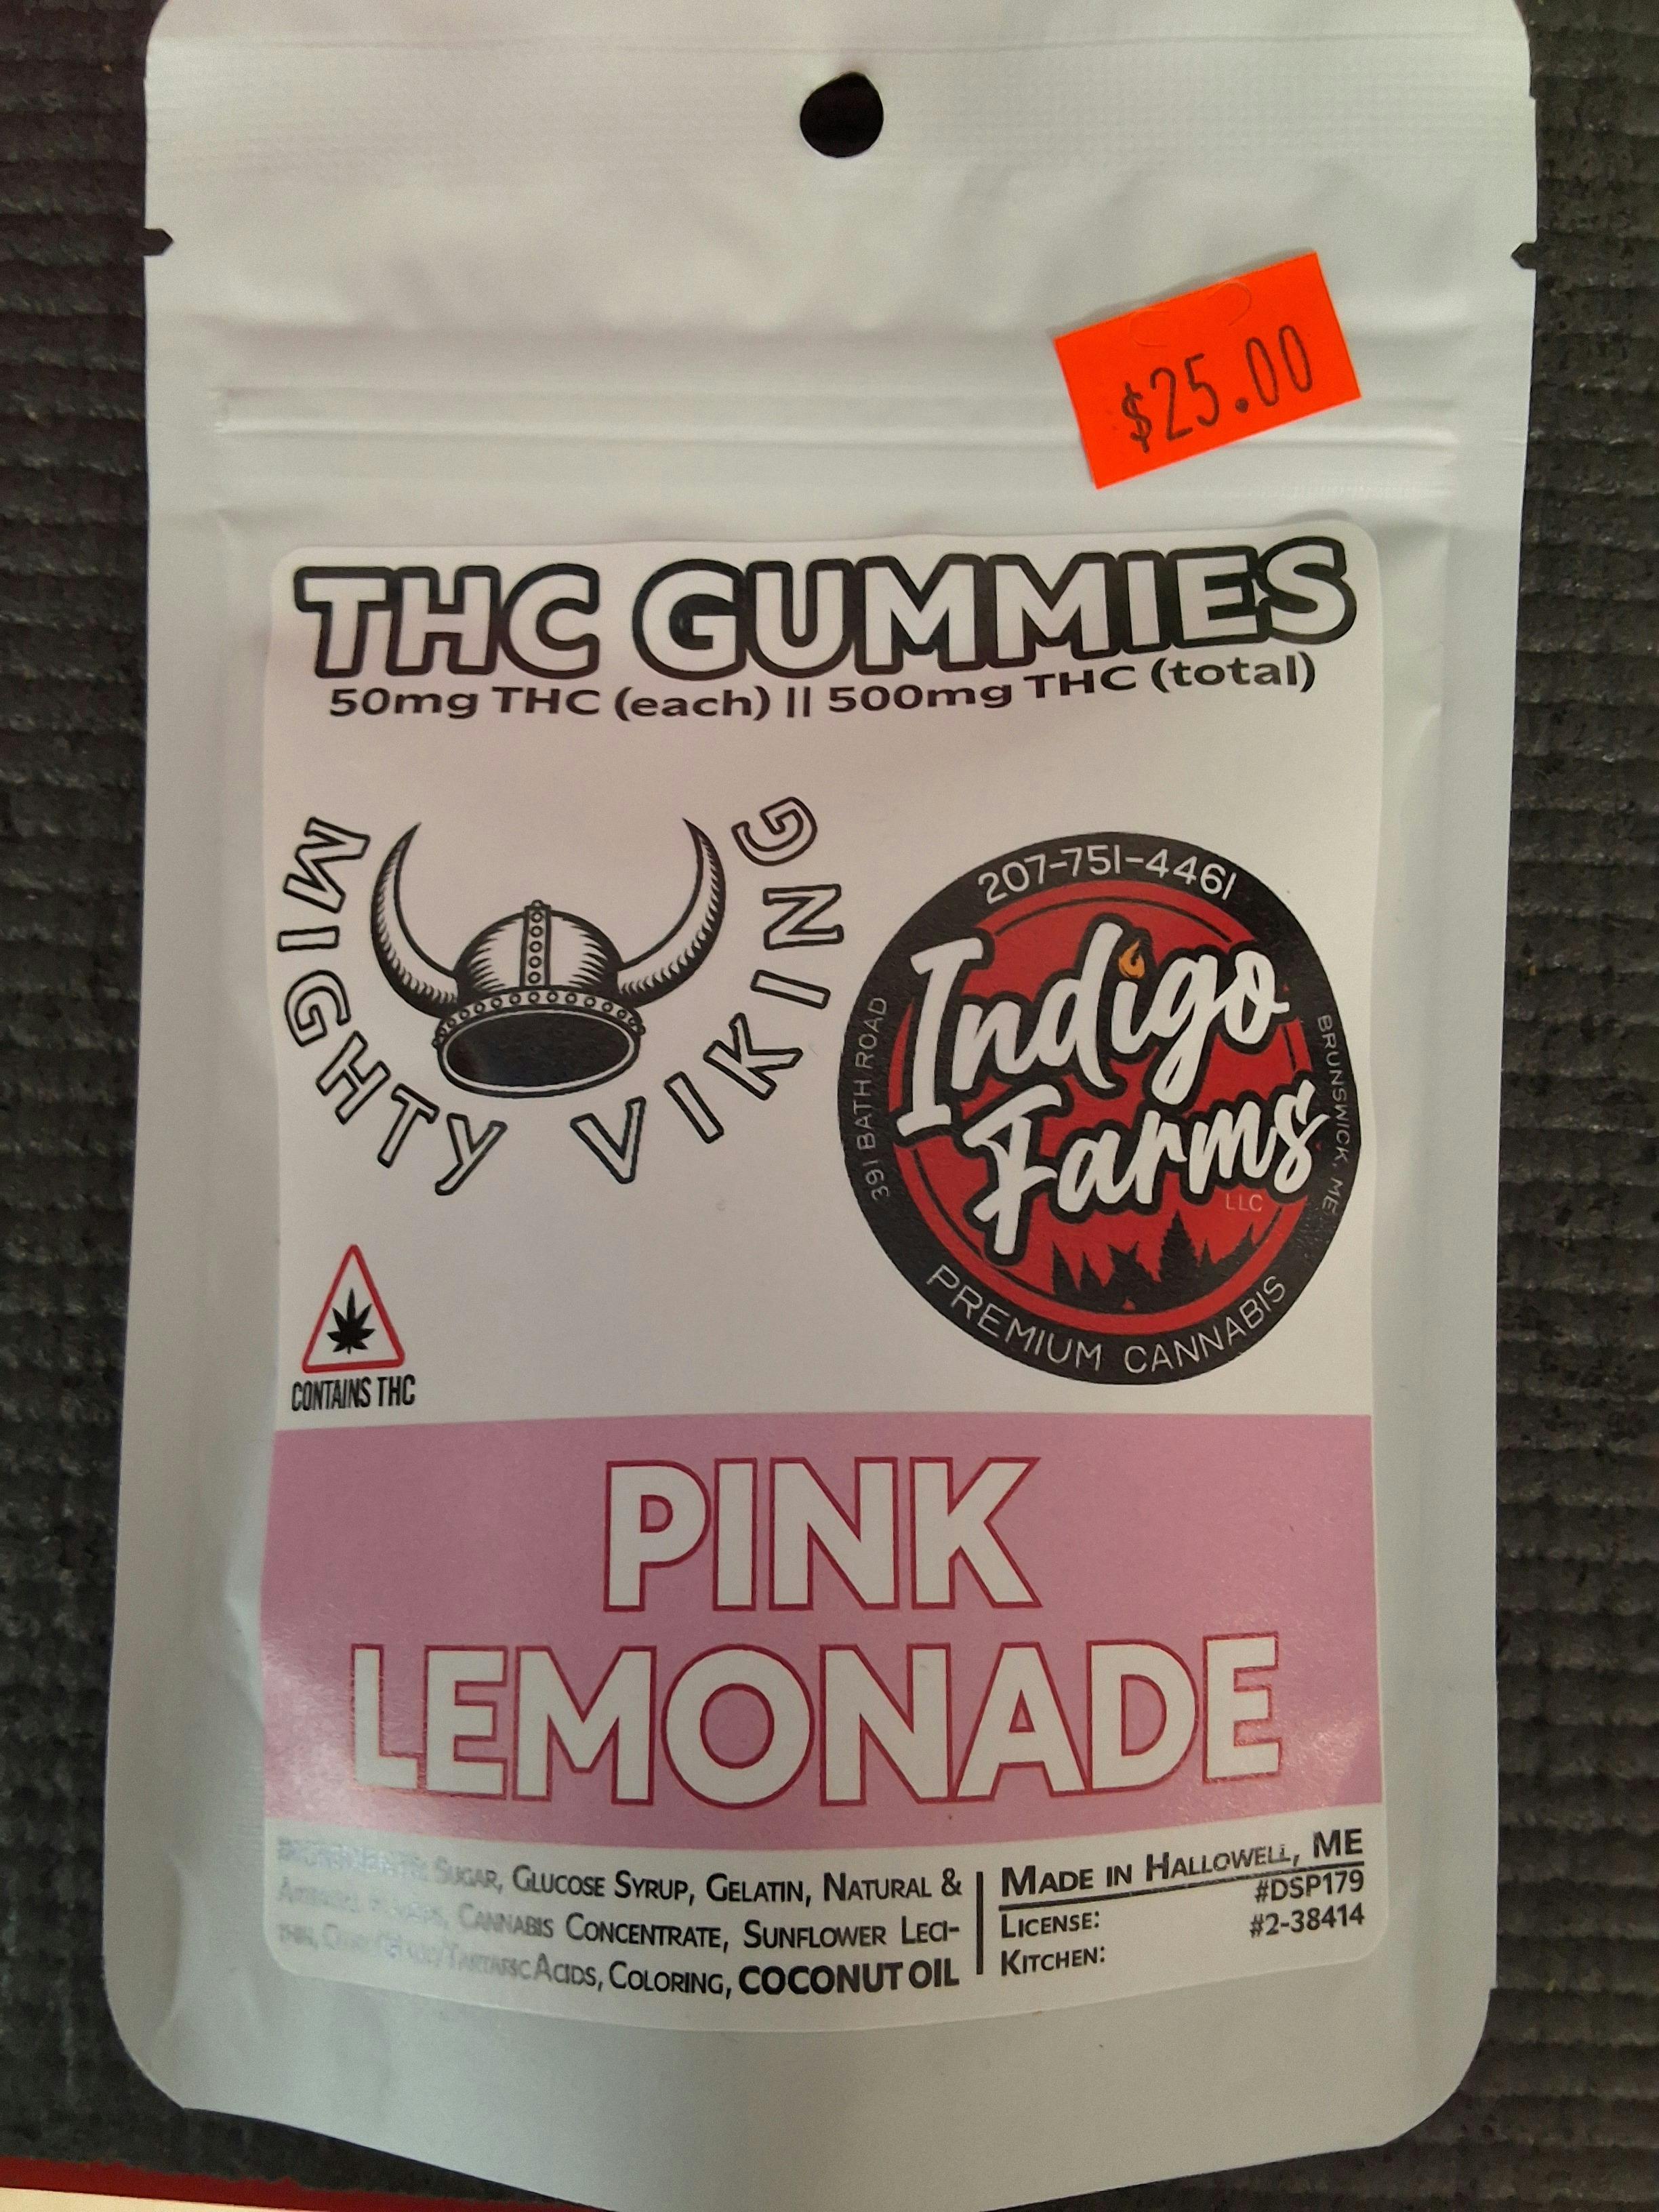 $25.00
THC GUMMIES
50mg THC (each) || 500mg THC (total)
MIGHTY VIKING
207-751-4461
391 BATH ROAD
BRUNSWICK, ME
Indigo
Farms
LLC
PREMIUM CANNABIS
CONTAINS THC
PINK
LEMONADE
SUGAR, GLUCOSE SYRUP, GELATIN, NATURAL &
CANNABIS CONCENTRATE, SUNFLOWER LECI-
THIN, TARTARIC ACIDS, COLORING, COCONUT OIL
MADE IN HALLOWELL, ME
LICENSE: #DSP179
KITCHEN: #2-38414